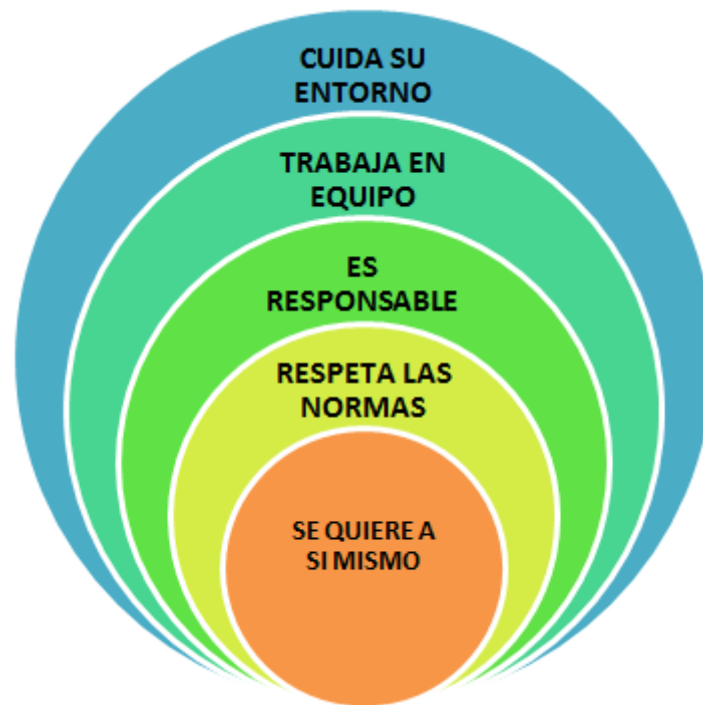 CUIDA SU
ENTORNO
TRABAJA EN
EQUIPO
ES
RESPONSABLE
RESPETA LAS
NORMAS
SE QUIERE A
SI MISMO